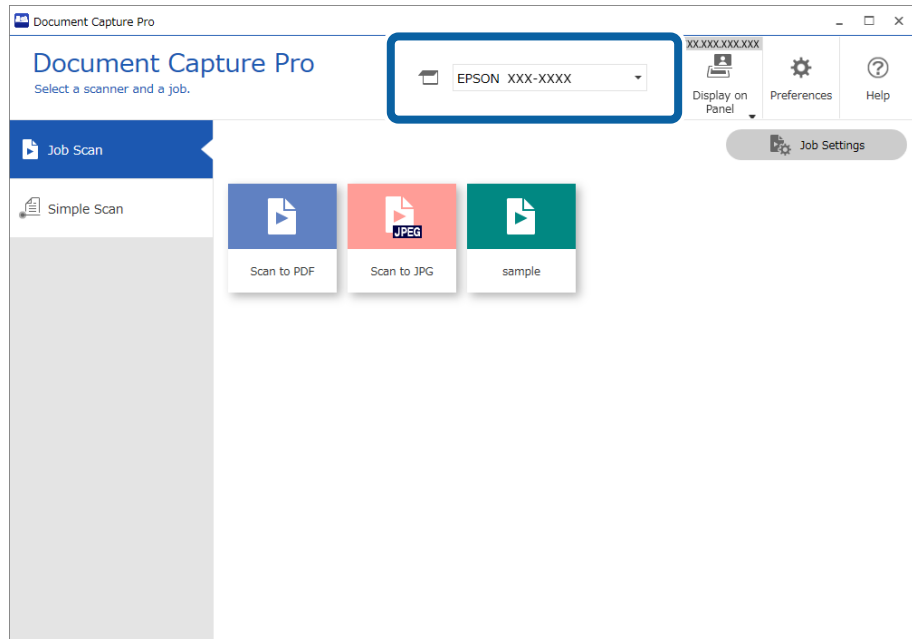 Document Capture Pro
Document Capture Pro
Select a scanner and a job.
EPSON XXX-XXXX
XX.XXX.XXX.XXX
Display on
Panel
Preferences
Help
Job Scan
Job Settings
Simple Scan
JPEG
Scan to PDF
Scan to JPG
sample